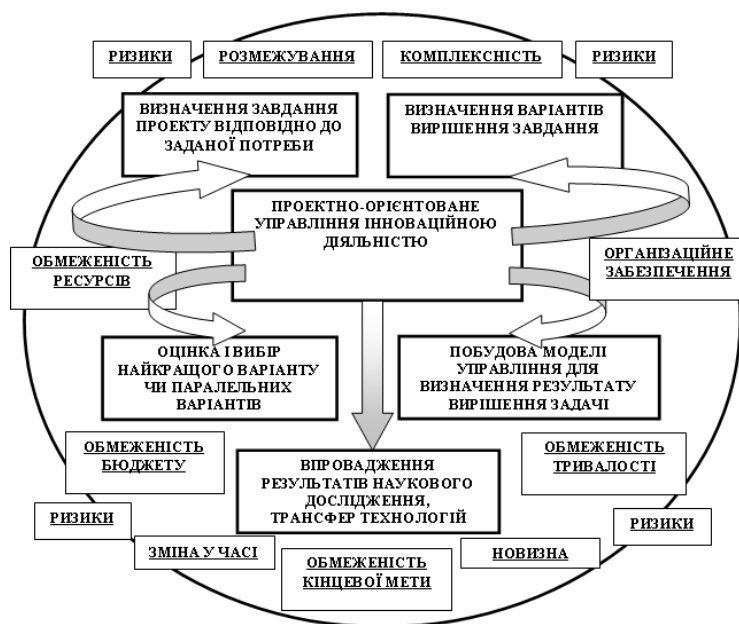 РИЗИКИ
РОЗМЕЖУВАННЯ
КОМПЛЕКСНІСТЬ
РИЗИКИ
ВИЗНАЧЕННЯ ЗАВДАННЯ
ПРОЕКТУ ВІДПОВІДНО ДО
ЗАДАНОЇ ПОТРЕБИ
ВИЗНАЧЕННЯ ВАРІАНТІВ
ВИРІШЕННЯ ЗАВДАННЯ
ПРОЕКТНО-ОРІЄНТОВАНЕ
УПРАВЛІННЯ ІННОВАЦІЙНОЮ
ДІЯЛЬНІСТЮ
ОБМЕЖЕНІСТЬ
РЕСУРСІВ
ОРГАНІЗАЦІЙНЕ
ЗАБЕЗПЕЧЕННЯ
ОЦІНКА І ВИБІР
НАЙКРАЩОГО ВАРІАНТУ
ЧИ ПАРАЛЕЛЬНИХ
ВАРІАНТІВ
ПОБУДОВА МОДЕЛІ
УПРАВЛІННЯ ДЛЯ
ВИЗНАЧЕННЯ РЕЗУЛЬТАТУ
ВИРІШЕННЯ ЗАДАЧІ
ОБМЕЖЕНІСТЬ
БЮДЖЕТУ
ВПРОВАДЖЕННЯ
РЕЗУЛЬТАТІВ НАУКОВОГО
ДОСЛІДЖЕННЯ,
ТРАНСФЕР ТЕХНОЛОГІЙ
ОБМЕЖЕНІСТЬ
ТРИВАЛОСТІ
РИЗИКИ
РИЗИКИ
ЗМІНА У ЧАСІ
ОБМЕЖЕНІСТЬ
КІНЦЕВОЇ МЕТИ
НОВИЗНА